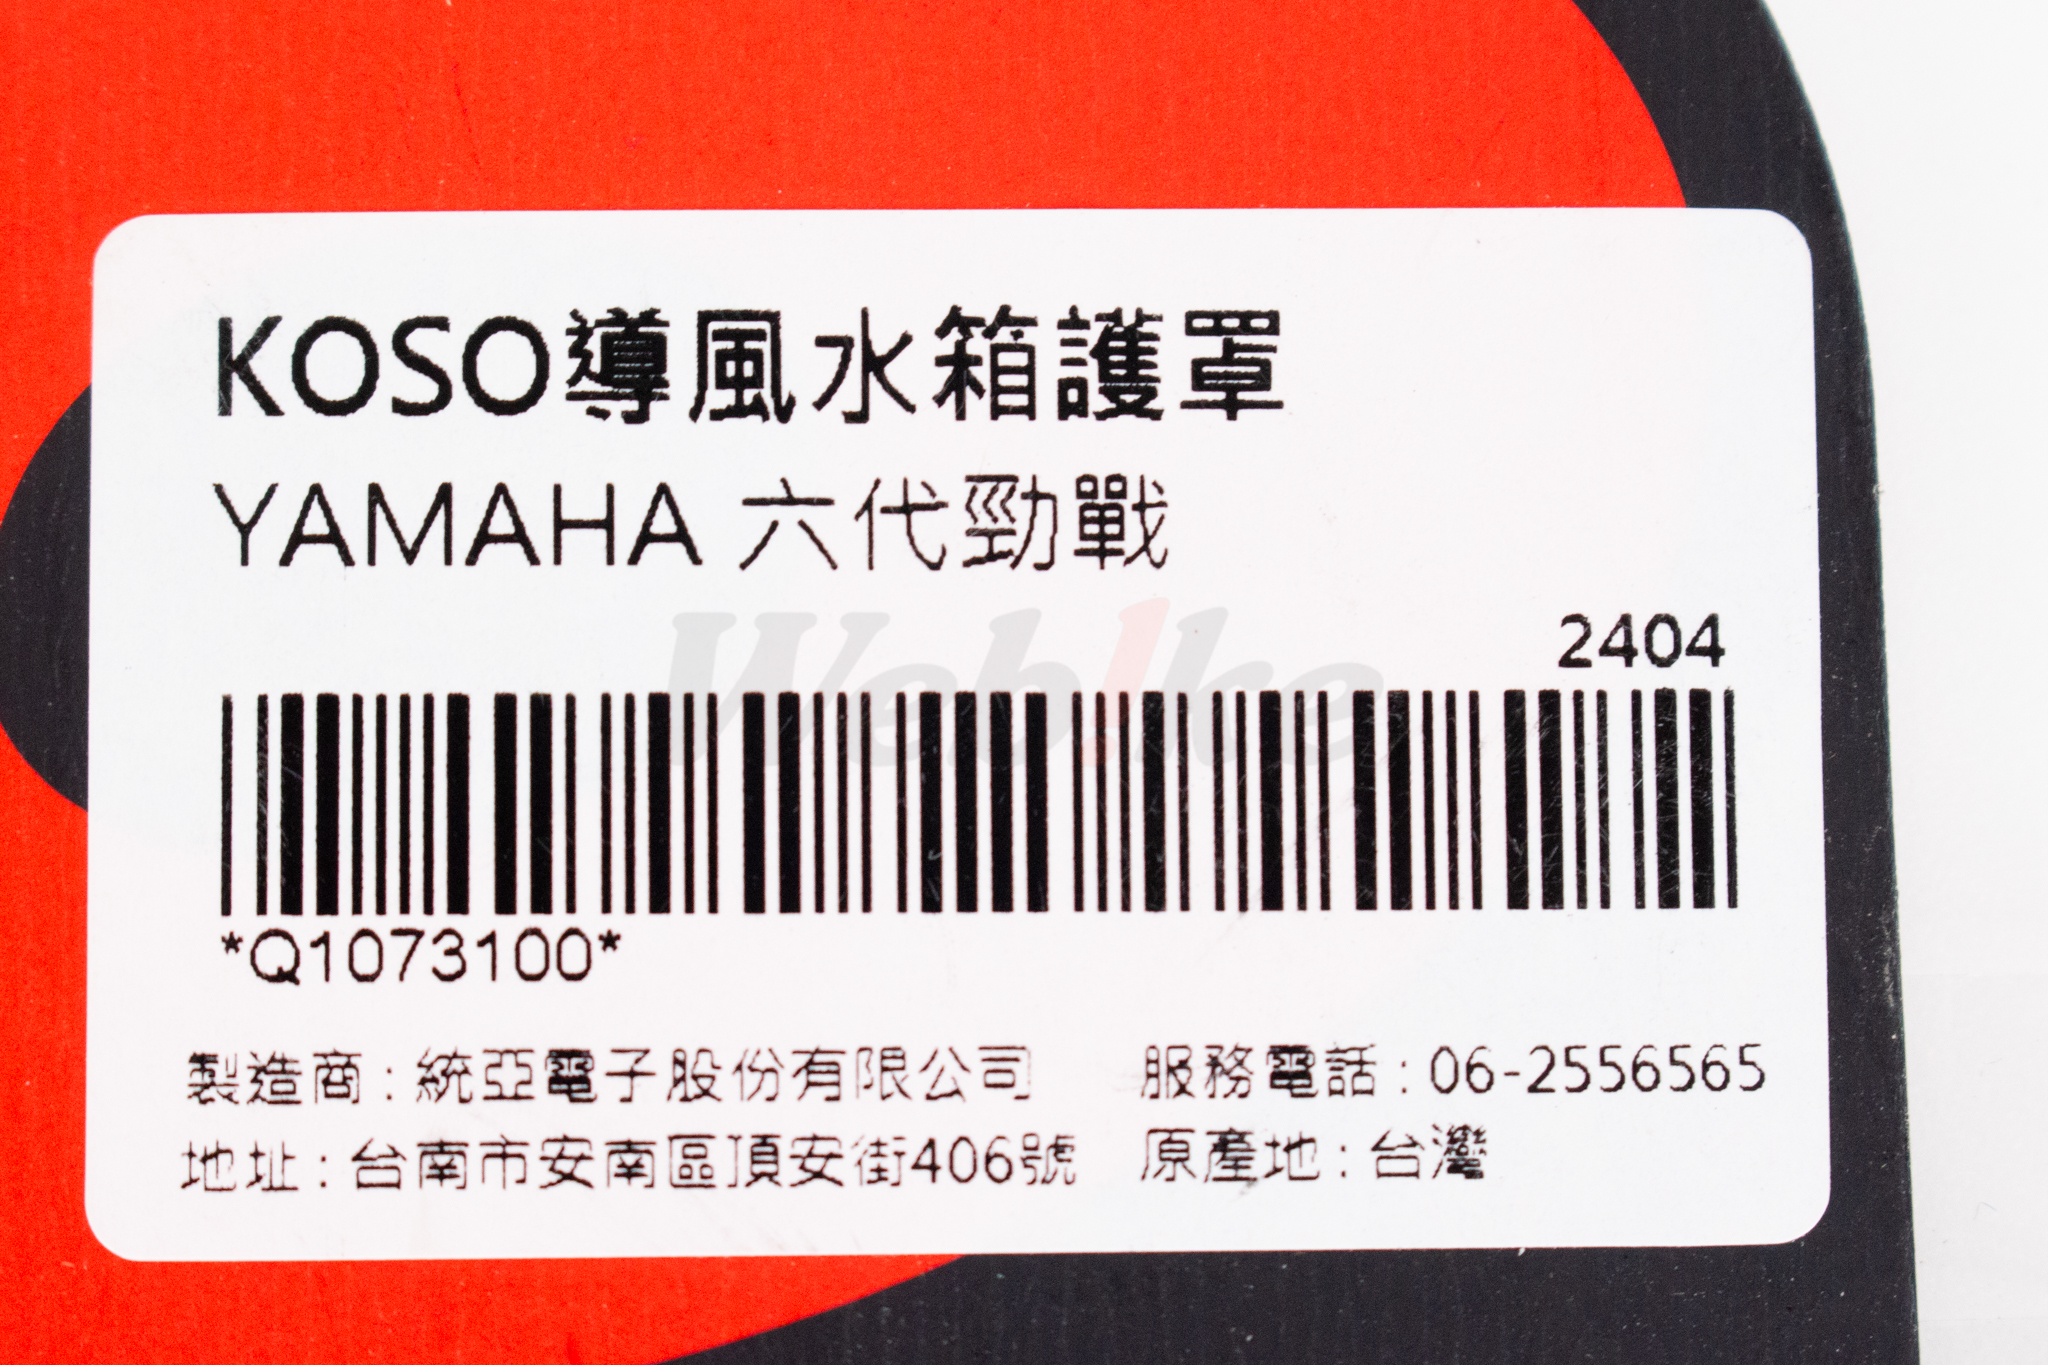 KOSO導風水箱護罩
YAMAHA 六代勁戰
2404
Web!ke
*Q1073100*
製造商：統亞電子股份有限公司 服務電話：06-2556565
地址：台南市安南區頂安街406號 原產地：台灣